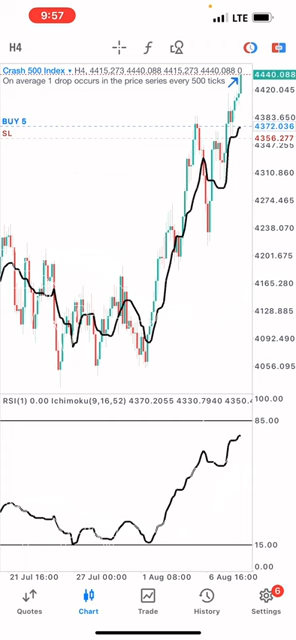 9:57
LTE
H4
Crash 500 Index • H4, 4415.273 4440.088 4415.273 4440.088 0
On average 1 drop occurs in the price series every 500 ticks
4440.088
4420.045
4383.650
BUY 5
4372.036
SL
4356.277
4347.255
4310.860
4274.465
4238.070
4201.675
4165.280
4128.885
4092.490
4056.095
100.00
RSI(1) 0.00 Ichimoku(9,16,52) 4370.2055 4330.7940 4350.
85.00
15.00
0.00
21 Jul 16:00 27 Jul 00:00 1 Aug 08:00 6 Aug 16:00
6
Quotes Chart Trade History Settings